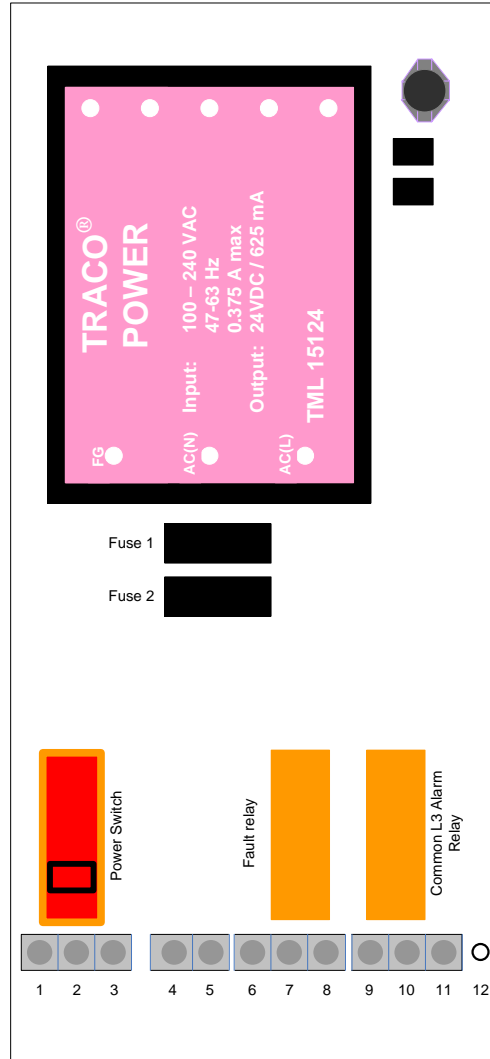 TRACO®
POWER
Input: 100 – 240 VAC
47-63 Hz
0.375 A max
Output: 24VDC / 625 mA
TML 15124
FG
AC(N)
AC(L)
Fuse 1
Fuse 2
Power Switch
Fault relay
Common L3 Alarm
Relay
1 2 3 4 5 6 7 8 9 10 11 12